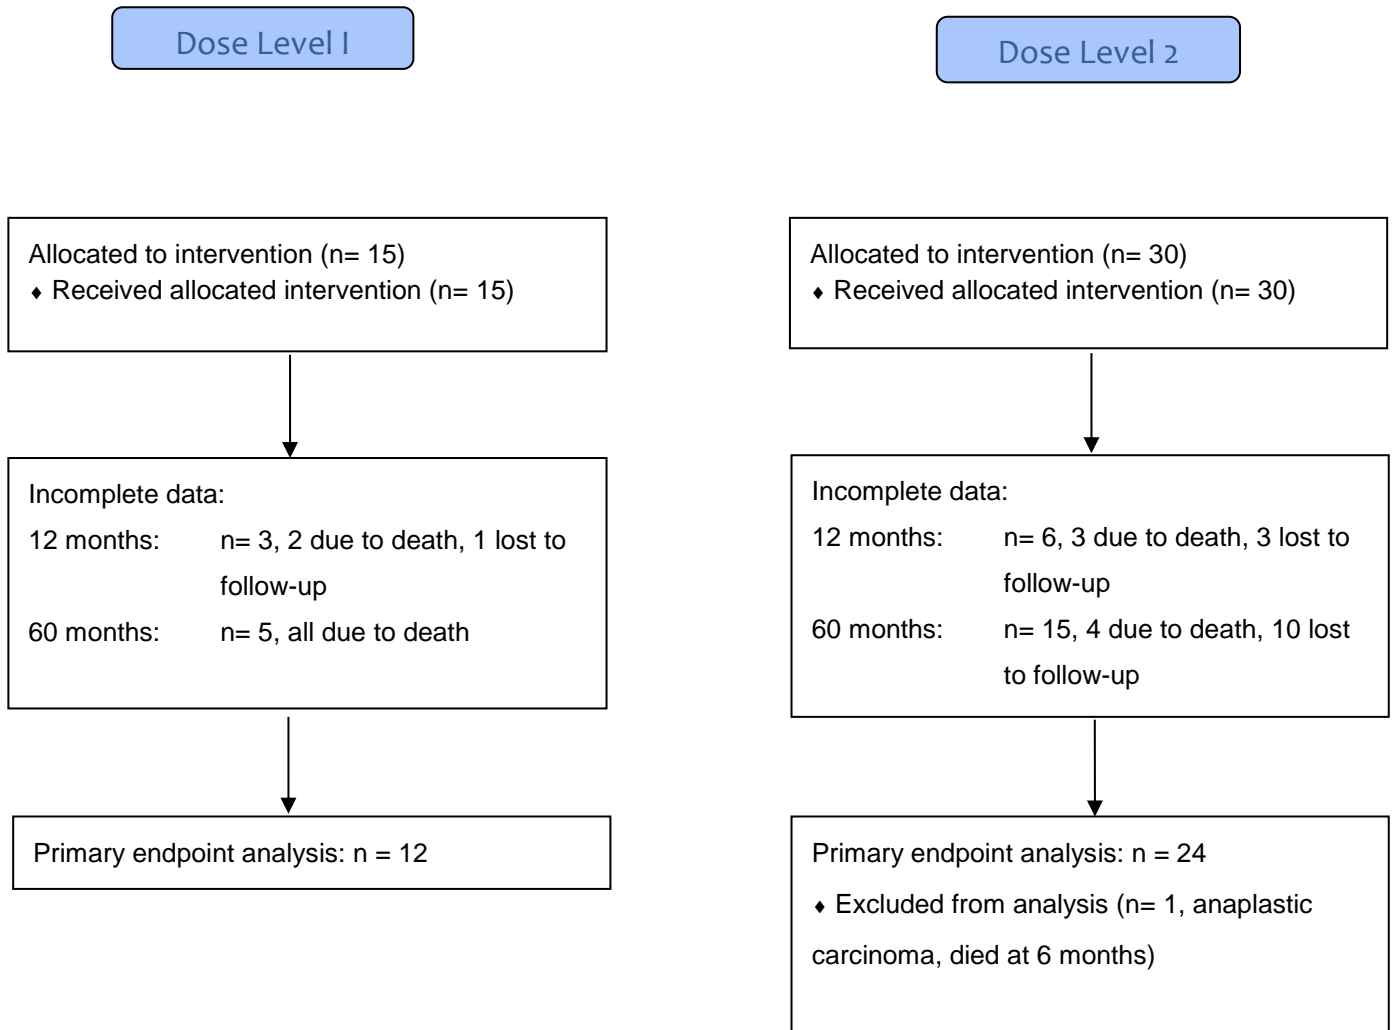 Dose Level I
Allocated to intervention (n= 15)
♦ Received allocated intervention (n= 15)
Incomplete data:
12 months: n= 3, 2 due to death, 1 lost to
follow-up
60 months: n= 5, all due to death
Primary endpoint analysis: n = 12
Dose Level 2
Allocated to intervention (n= 30)
♦ Received allocated intervention (n= 30)
Incomplete data:
12 months: n= 6, 3 due to death, 3 lost to
follow-up
60 months: n= 15, 4 due to death, 10 lost
to follow-up
Primary endpoint analysis: n = 24
♦ Excluded from analysis (n= 1, anaplastic
carcinoma, died at 6 months)